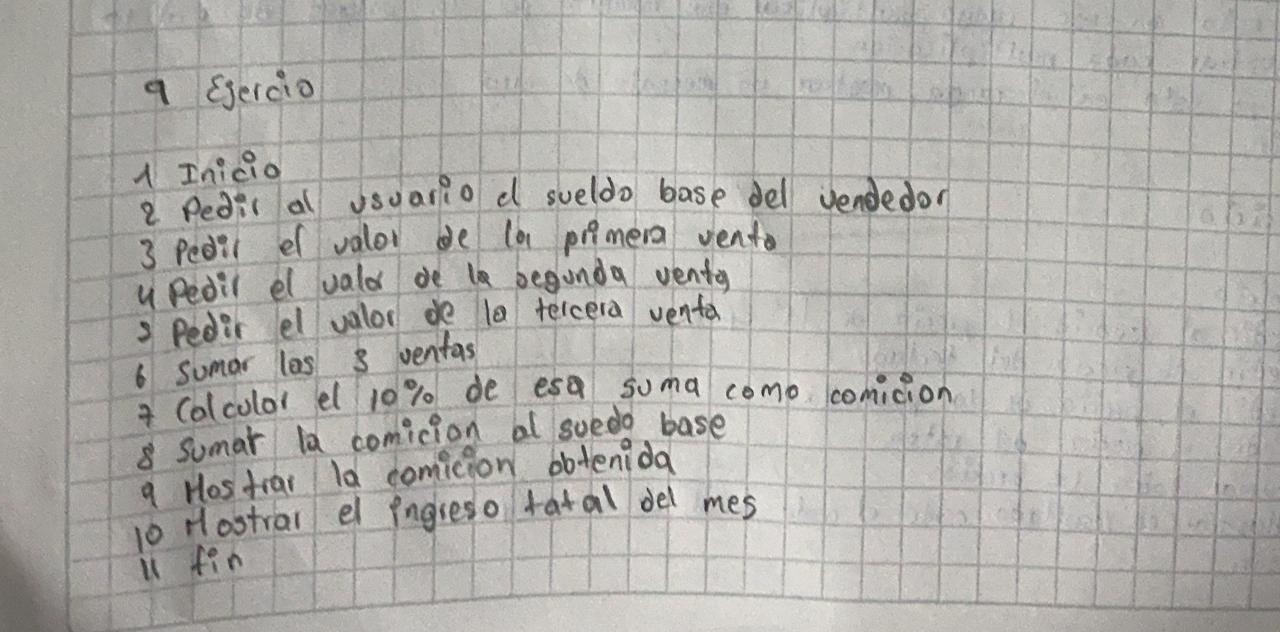 9 Ejercio
1 Inicio
2 Pedir al usuario el sueldo base del vendedor
3 Pedir el valor de la primera venta
4 Pedir el valor de la segunda venta
5 Pedir el valor de la tercera venta
6 sumar las 3 ventas
7 Calcular el 10% de esa suma como comicion
8 Sumar la comicion al suedo base
9 Mostrar la comicion obtenida
10 Mostrar el ingreso tatal del mes
11 fin